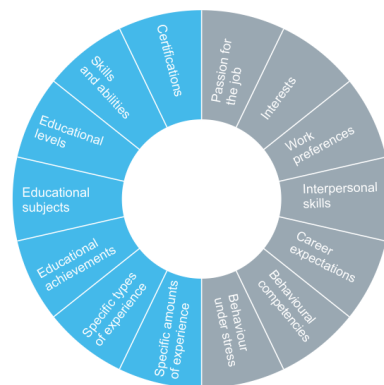 Passion for
the job
Interests
Work
preferences
Interpersonal
skills
Career
expectations
Behavioural
competencies
Behaviour
under stress
Specific amounts
of experience
Specific types
of experience
Educational
achievements
Educational
subjects
Educational
levels
Skills
and abilities
Certifications